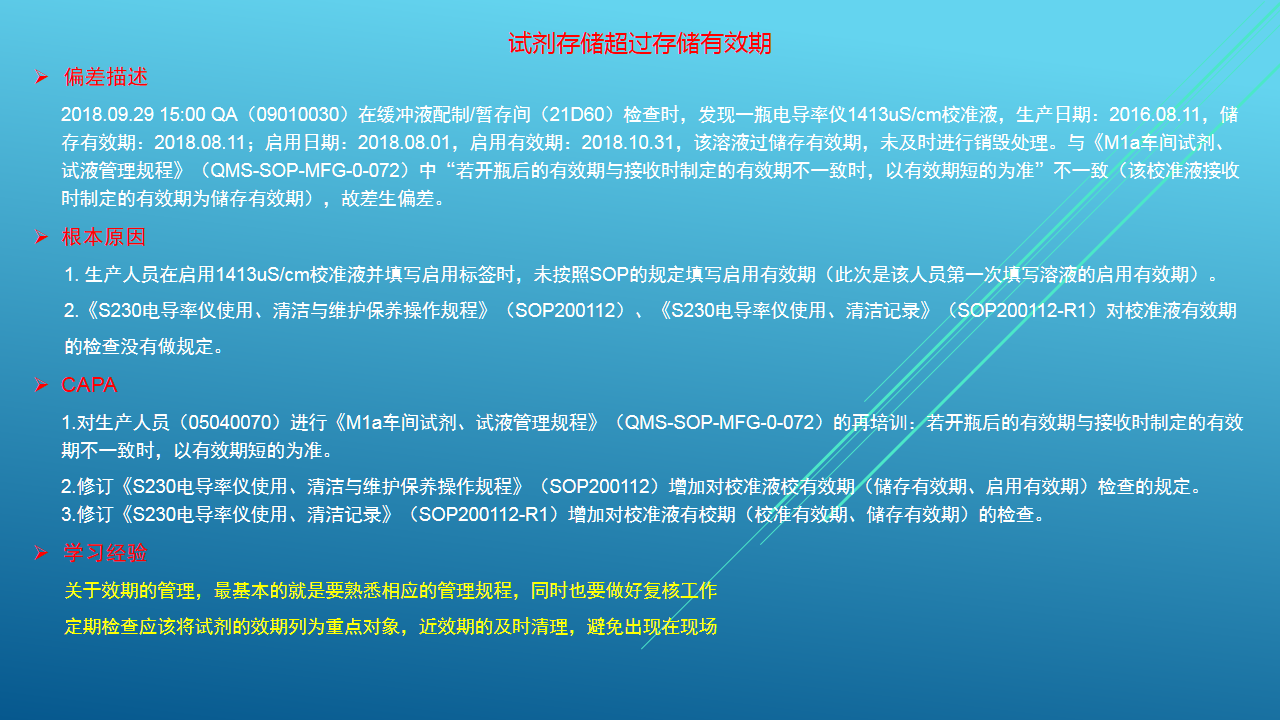 试剂存储超过存储有效期
偏差描述
2018.09.29 15:00 QA（09010030）在缓冲液配制/暂存间（21D60）检查时，发现一瓶电导率仪1413uS/cm校准液，生产日期：2016.08.11，储
存有效期：2018.08.11；启用日期：2018.08.01，启用有效期：2018.10.31，该溶液过储存有效期，未及时进行销毁处理。与《M1a车间试剂、
试液管理规程》（QMS-SOP-MFG-0-072）中“若开瓶后的有效期与接收时制定的有效期不一致时，以有效期短的为准”不一致（该校准液接收
时制定的有效期为储存有效期），故差生偏差。
根本原因
1. 生产人员在启用1413uS/cm校准液并填写启用标签时，未按照SOP的规定填写启用有效期（此次是该人员第一次填写溶液的启用有效期）。
2.《S230电导率仪使用、清洁与维护保养操作规程》（SOP200112）、《S230电导率仪使用、清洁记录》（SOP200112-R1）对校准液有效期
的检查没有做规定。
CAPA
1.对生产人员（05040070）进行《M1a车间试剂、试液管理规程》（QMS-SOP-MFG-0-072）的再培训：若开瓶后的有效期与接收时制定的有效
期不一致时，以有效期短的为准。
2.修订《S230电导率仪使用、清洁与维护保养操作规程》（SOP200112）增加对校准液校有效期（储存有效期、启用有效期）检查的规定。
3.修订《S230电导率仪使用、清洁记录》（SOP200112-R1）增加对校准液有校期（校准有效期、储存有效期）的检查。
学习经验
关于效期的管理，最基本的就是要熟悉相应的管理规程，同时也要做好复核工作
定期检查应该将试剂的效期列为重点对象，近效期的及时清理，避免出现在现场